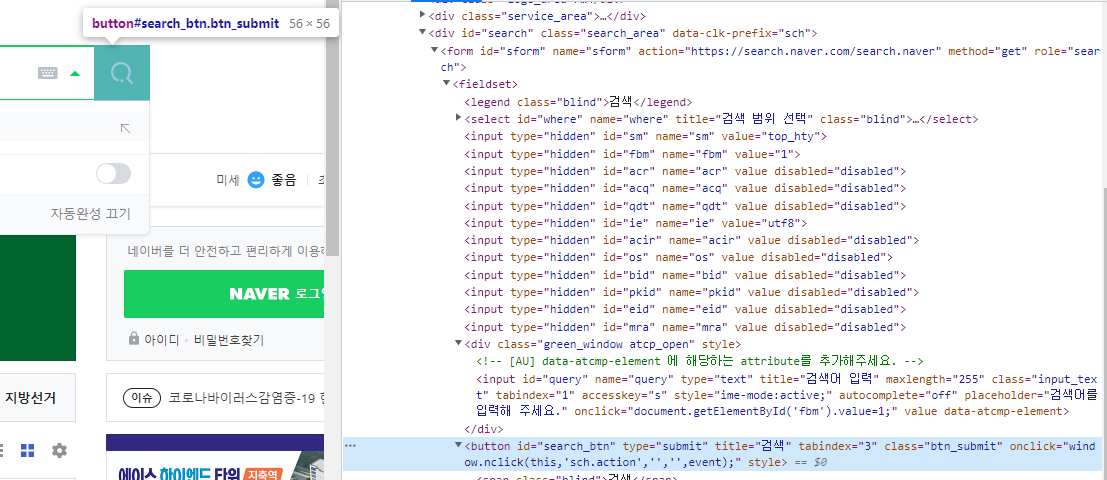 button#search_btn.btn_submit 56 × 56
미세 좋음
자동완성 끄기
네이버를 더 안전하고 편리하게 이용하
NAVER 로그인
아이디 · 비밀번호찾기
지방선거
이슈 코로나바이러스감염증-19 현
에이스 하이엔드 타워 지축역
<div class="service_area">…</div>
<div id="search" class="search_area" data-clk-prefix="sch">
<form id="sform" name="sform" action="https://search.naver.com/search.naver" method="get" role="sear
ch">
<fieldset>
<legend class="blind">검색</legend>
<select id="where" name="where" title="검색 범위 선택" class="blind">…</select>
<input type="hidden" id="sm" name="sm" value="top_hty">
<input type="hidden" id="fbm" name="fbm" value="1">
<input type="hidden" id="acr" name="acr" value disabled="disabled">
<input type="hidden" id="acq" name="acq" value disabled="disabled">
<input type="hidden" id="qdt" name="qdt" value disabled="disabled">
<input type="hidden" id="ie" name="ie" value="utf8">
<input type="hidden" id="acir" name="acir" value disabled="disabled">
<input type="hidden" id="os" name="os" value disabled="disabled">
<input type="hidden" id="bid" name="bid" value disabled="disabled">
<input type="hidden" id="pkid" name="pkid" value disabled="disabled">
<input type="hidden" id="eid" name="eid" value disabled="disabled">
<input type="hidden" id="mra" name="mra" value disabled="disabled">
<div class="green_window atcp_open" style>
<!-- [AU] data-atcmp-element 에 해당하는 attribute를 추가해주세요. -->
<input id="query" name="query" type="text" title="검색어 입력" maxlength="255" class="input_tex
t" tabindex="1" accesskey="s" style="ime-mode:active;" autocomplete="off" placeholder="검색어를
입력해 주세요." onclick="document.getElementById('fbm').value=1;" value data-atcmp-element>
</div>
<button id="search_btn" type="submit" title="검색" tabindex="3" class="btn_submit" onclick="win
dow.nclick(this,'sch.action','','',event);" style> == $0
<span class="blind">검색</span>